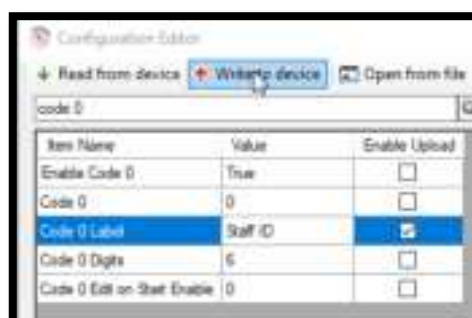 Configuration Editor
Read from device Write to device Open from file
code 0
Item Name Value Enable Upload
Enable Code 0 True
Code 0 0
Code 0 Label Staff ID
Code 0 Digits 6
Code 0 Edit on Start Enable 0